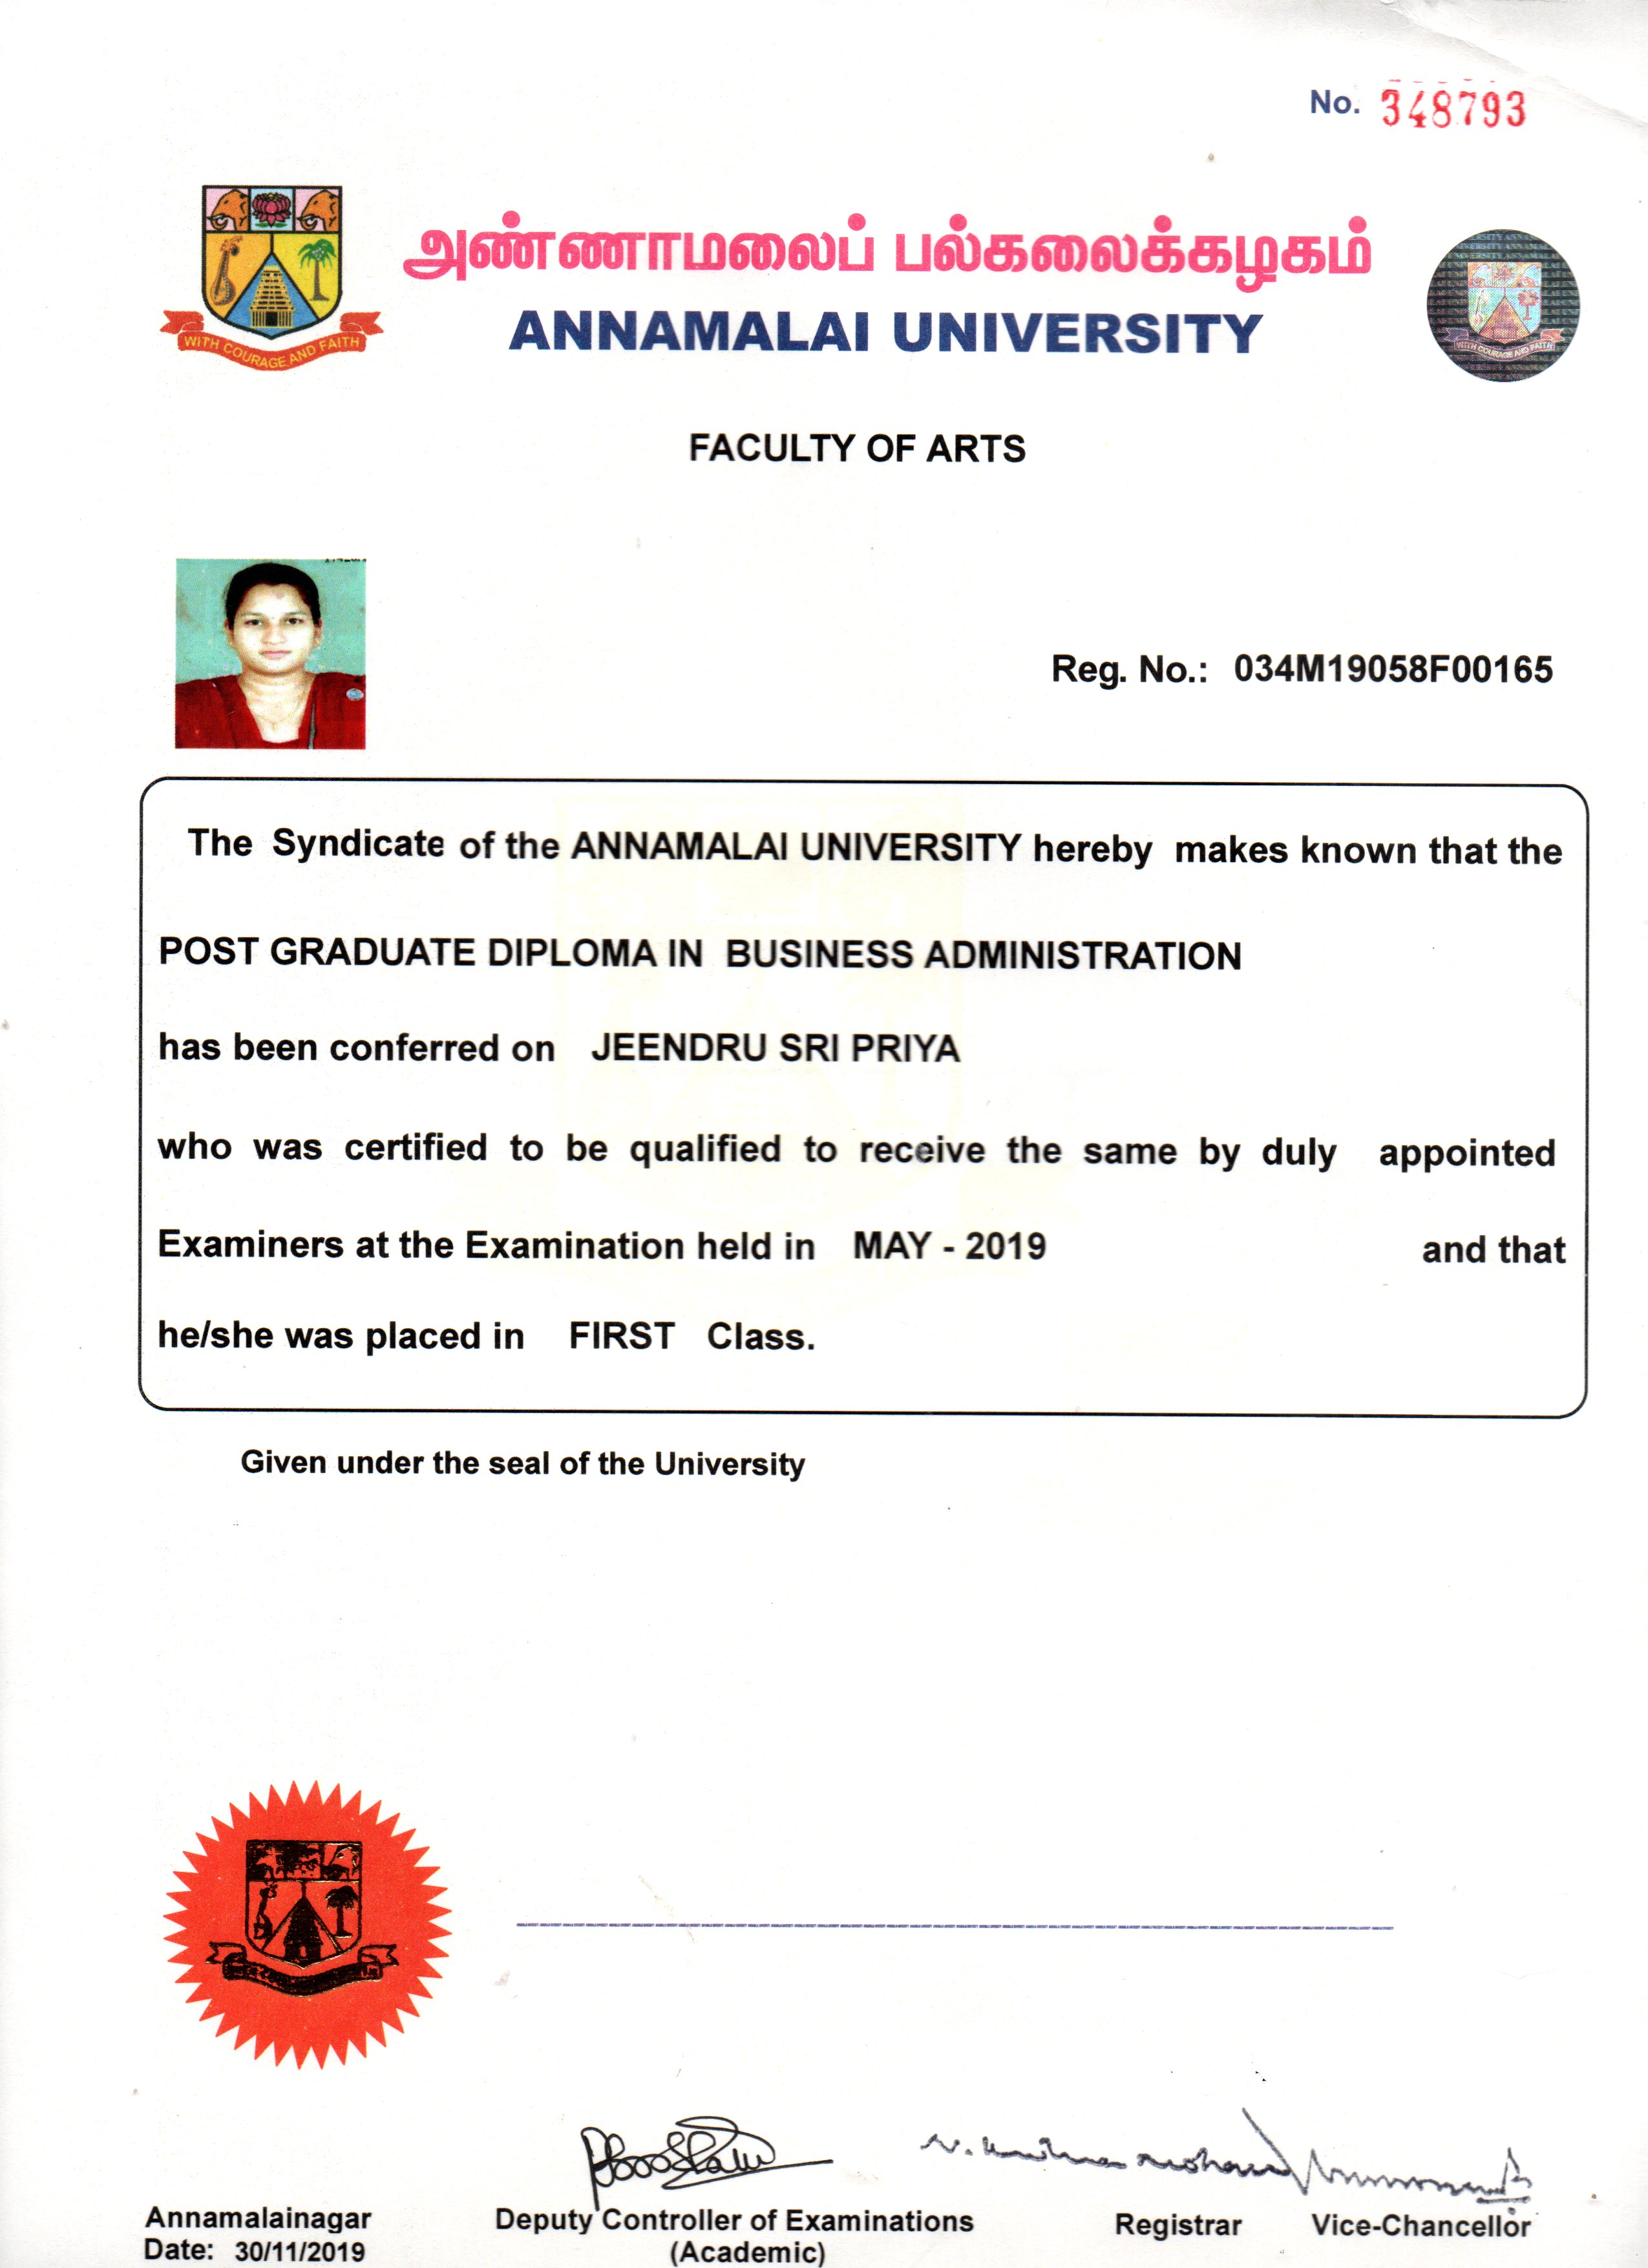 No. 348793
அண்ணாமலைப் பல்கலைக்கழகம்
ANNAMALAI UNIVERSITY
WITH COURAGE AND FAITH
WITH COURAGE AND FAITH
FACULTY OF ARTS
Reg. No.: 034M19058F00165
The Syndicate of the ANNAMALAI UNIVERSITY hereby makes known that the
POST GRADUATE DIPLOMA IN BUSINESS ADMINISTRATION
has been conferred on JEENDRU SRI PRIYA
who was certified to be qualified to receive the same by duly appointed
Examiners at the Examination held in MAY - 2019 and that
he/she was placed in FIRST Class.
Given under the seal of the University
Annamalainagar
Date: 30/11/2019
Deputy Controller of Examinations
(Academic)
Registrar
Vice-Chancellor